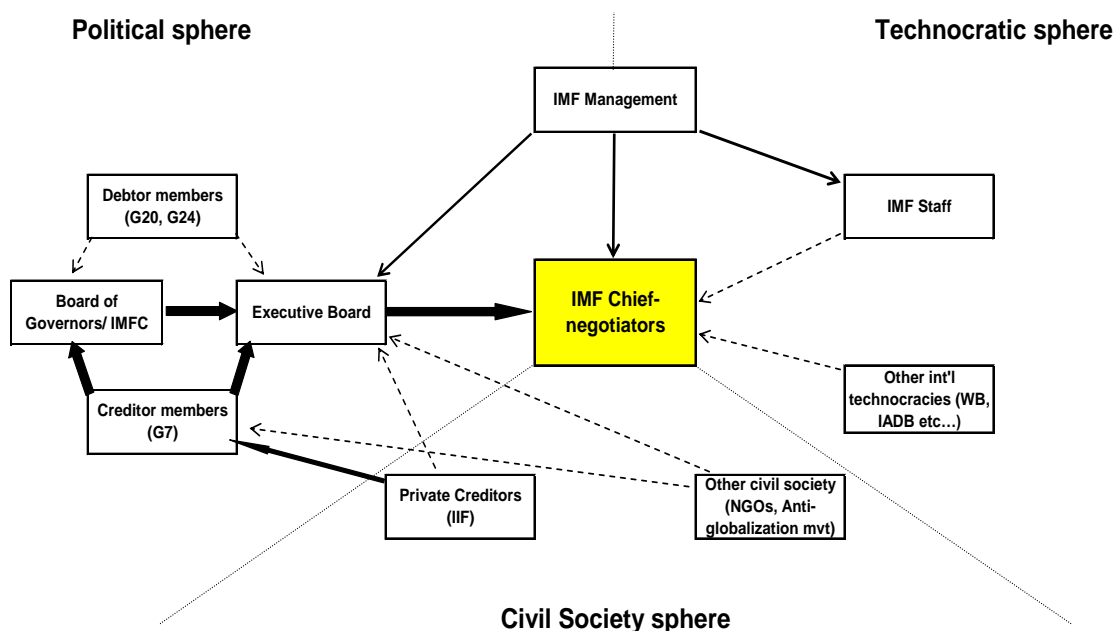 Political sphere
Technocratic sphere
IMF Management
Debtor members
(G20, G24)
IMF Staff
Board of
Governors/ IMFC
Executive Board
IMF Chief-
negotiators
Creditor members
(G7)
Other int'l
technocracies (WB,
IADB etc…)
Private Creditors
(IIF)
Other civil society
(NGOs, Anti-
globalization mvt)
Civil Society sphere